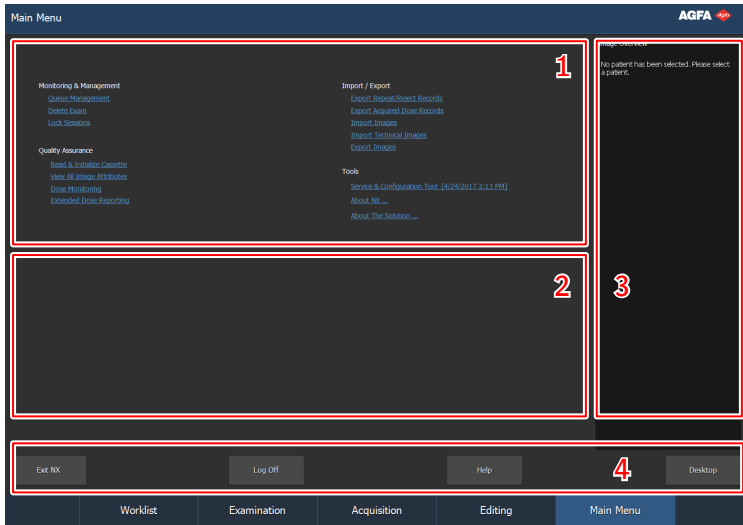 Main Menu
AGFA
Image Overview
No patient has been selected. Please select
a patient.
1
Monitoring & Management
Queue Management
Delete Exam
Lock Sessions
Quality Assurance
Read & Initialize Cassette
View All Image Attributes
Dose Monitoring
Extended Dose Reporting
Import / Export
Export Repeat/Reject Records
Export Acquired Dose Records
Import Images
Import Technical Images
Export Images
Tools
Service & Configuration Tool [4/24/2017 2:13 PM]
About NX ...
About The Solution ...
2
3
Exit NX
Log Off
Help
4
Desktop
Worklist
Examination
Acquisition
Editing
Main Menu